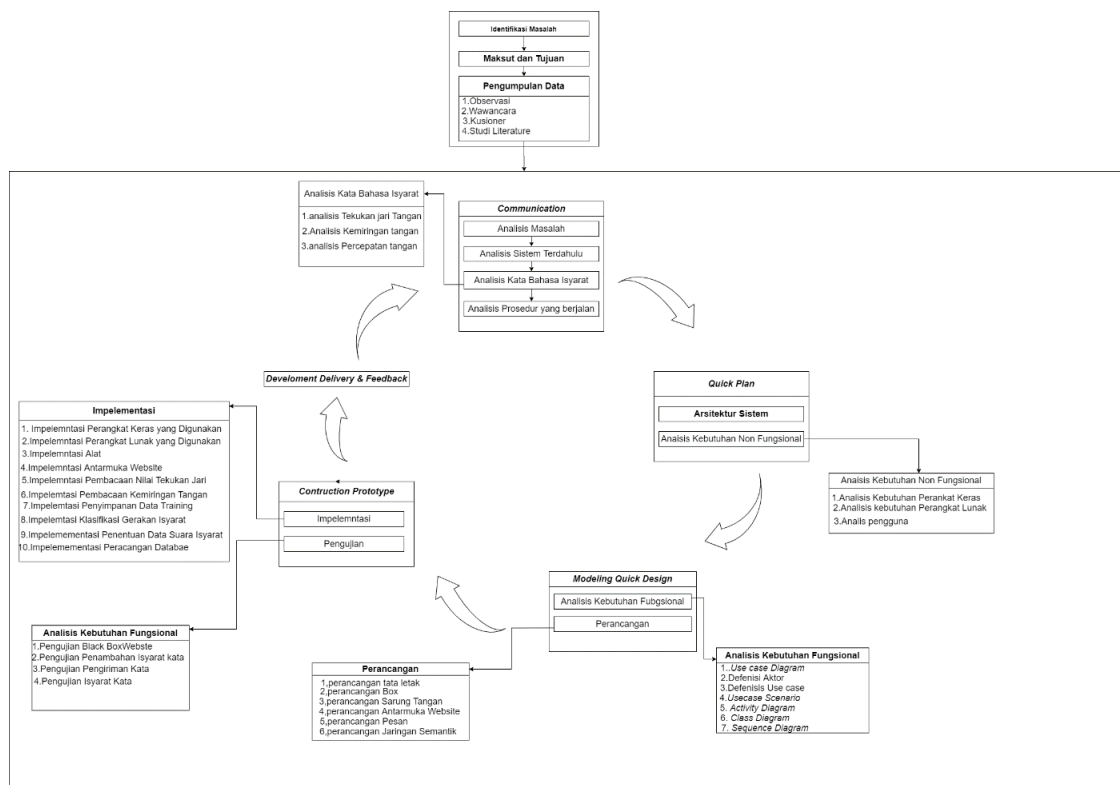 Identifikasi Masalah
Maksut dan Tujuan
Pengumpulan Data
1.Observasi
2.Wawancara
3.Kusioner
4.Studi Literature
Analisis Kata Bahasa Isyarat
1.analisis Tekukan jari Tangan
2.Analisis Kemiringan tangan
3.analisis Percepatan tangan
Communication
Analisis Masalah
Analisis Sistem Terdahulu
Analisis Kata Bahasa Isyarat
Analisis Prosedur yang berjalan
Quick Plan
Arsitektur Sistem
Anaisis Kebutuhan Non Fungsional
Anaisis Kebutuhan Non Fungsional
1.Analisis Kebutuhan Perankat Keras
2.Analisis kebutuhan Perangkat Lunak
3.Analis pengguna
Modeling Quick Design
Analisis Kebutuhan Fubgsional
Perancangan
Analisis Kebutuhan Fungsional
1..Use case Diagram
2.Defenisi Aktor
3.Defenisis Use case
4.Usecase Scenario
5. Activity Diagram
6. Class Diagram
7. Sequence Diagram
Perancangan
1,perancangan tata letak
2,perancangan Box
3,perancangan Sarung Tangan
4,perancangan Antarmuka Website
5,perancangan Pesan
6,perancangan Jaringan Semantik
Contruction Prototype
Impelemntasi
Pengujian
Impelementasi
1. Impelemntasi Perangkat Keras yang Digunakan
2.Impelemntasi Perangkat Lunak yang Digunakan
3.Impelemntasi Alat
4.Impelemntasi Antarmuka Website
5.Impelemntasi Pembacaan Nilai Tekukan Jari
6.Impelemtasi Pembacaan Kemiringan Tangan
7.Impelemtasi Penyimpanan Data Training
8.Impelemtasi Klasifikasi Gerakan Isyarat
9.Impelemementasi Penentuan Data Suara Isyarat
10.Impelemementasi Peracangan Databae
Analisis Kebutuhan Fungsional
1.Pengujian Black BoxWebste
2.Pengujian Penambahan Isyarat kata
3.Pengujian Pengiriman Kata
4.Pengujian Isyarat Kata
Develoment Delivery & Feedback